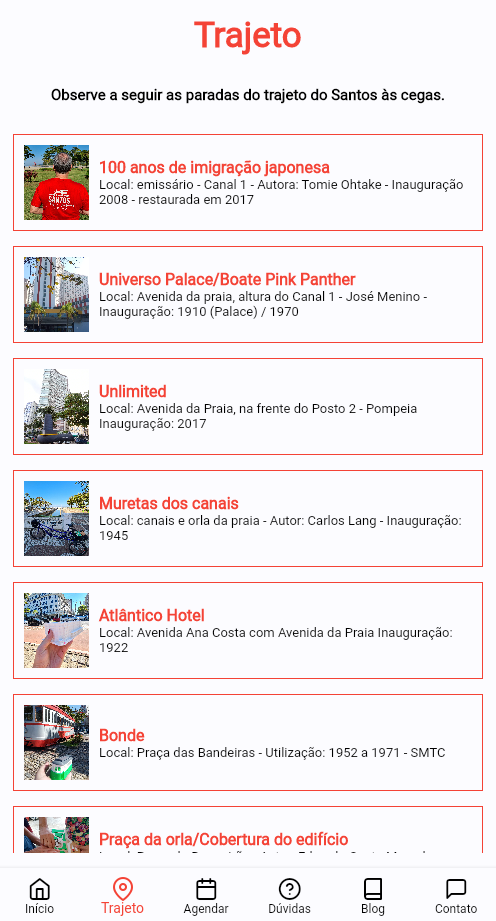 Trajeto
Observe a seguir as paradas do trajeto do Santos às cegas.
100 anos de imigração japonesa
Local: emissário - Canal 1 - Autora: Tomie Ohtake - Inauguração
2008 - restaurada em 2017
Universo Palace/Boate Pink Panther
Local: Avenida da praia, altura do Canal 1 - José Menino -
Inauguração: 1910 (Palace) / 1970
Unlimited
Local: Avenida da Praia, na frente do Posto 2 - Pompeia
Inauguração: 2017
Muretas dos canais
Local: canais e orla da praia - Autor: Carlos Lang - Inauguração:
1945
Atlântico Hotel
Local: Avenida Ana Costa com Avenida da Praia Inauguração:
1922
Bonde
Local: Praça das Bandeiras - Utilização: 1952 a 1971 - SMTC
Praça da orla/Cobertura do edifício
Início
Trajeto
Agendar
Dúvidas
Blog
Contato